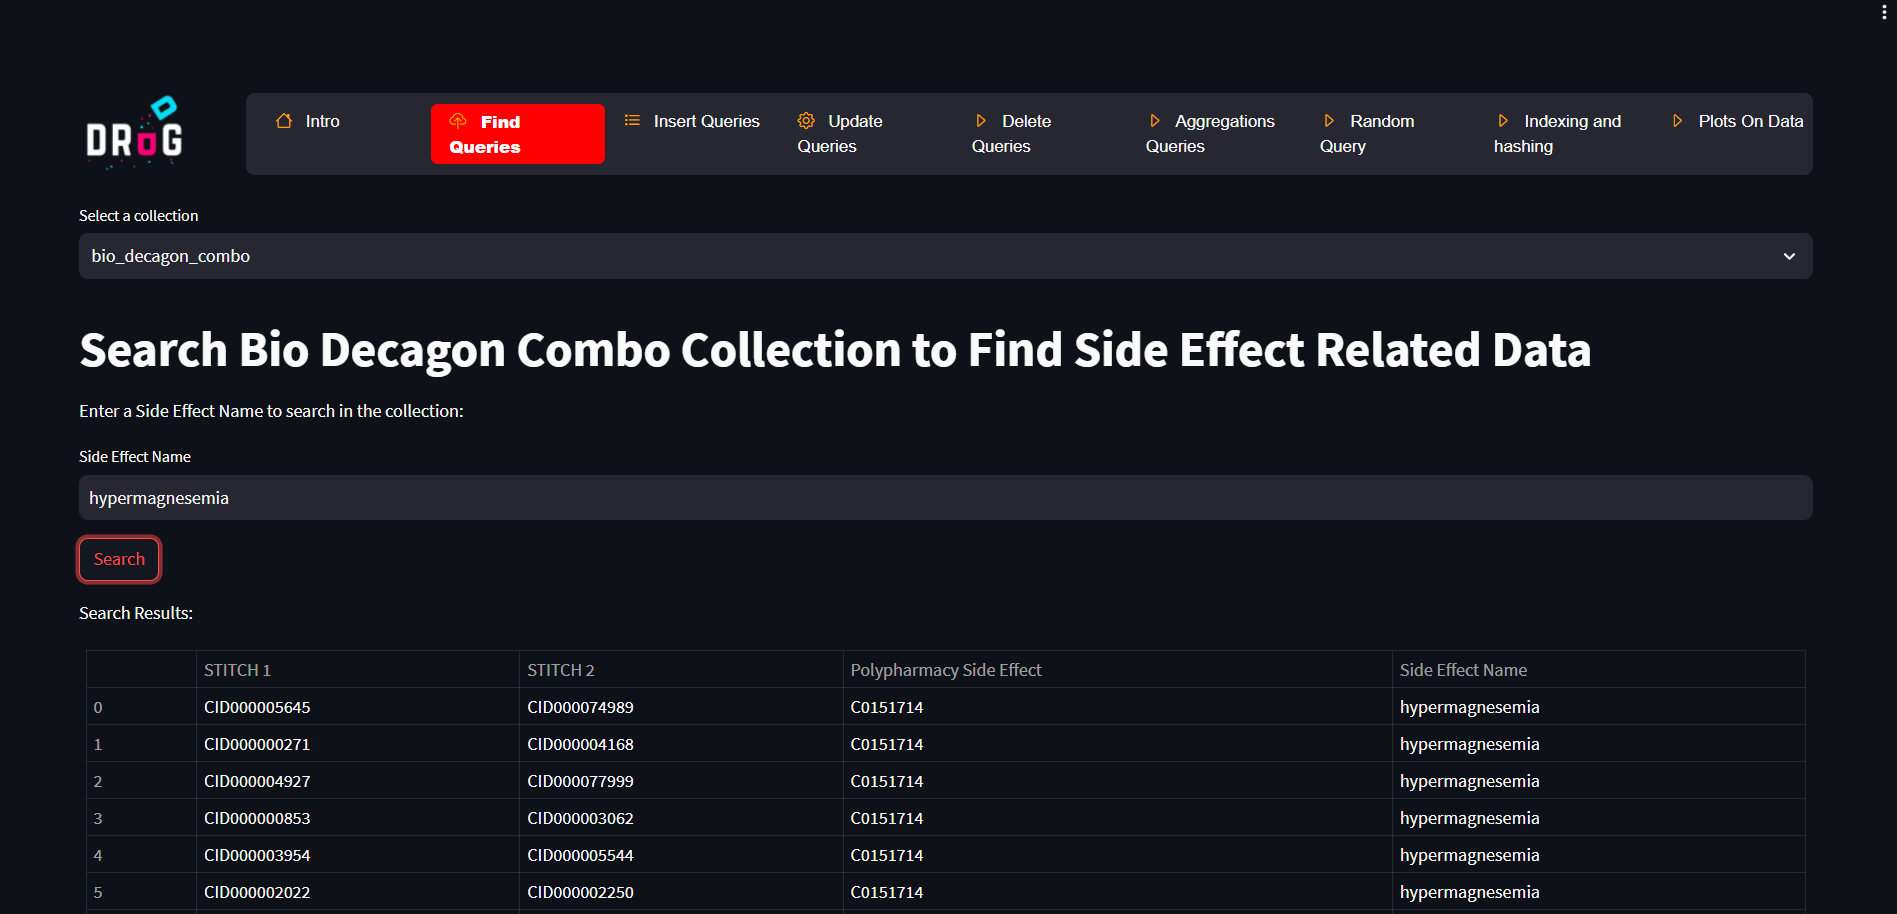 DRUG
Intro
Find
Queries
Insert Queries
Update
Queries
Delete
Queries
Aggregations
Queries
Random
Query
Indexing and
hashing
Plots On Data
Select a collection
bio_decagon_combo
Search Bio Decagon Combo Collection to Find Side Effect Related Data
Enter a Side Effect Name to search in the collection:
Side Effect Name
hypermagnesemia
Search
Search Results:
STITCH 1 STITCH 2 Polypharmacy Side Effect Side Effect Name
0 CID000005645 CID000074989 C0151714 hypermagnesemia
1 CID000000271 CID000004168 C0151714 hypermagnesemia
2 CID000004927 CID000077999 C0151714 hypermagnesemia
3 CID000000853 CID000003062 C0151714 hypermagnesemia
4 CID000003954 CID000005544 C0151714 hypermagnesemia
5 CID000002022 CID000002250 C0151714 hypermagnesemia